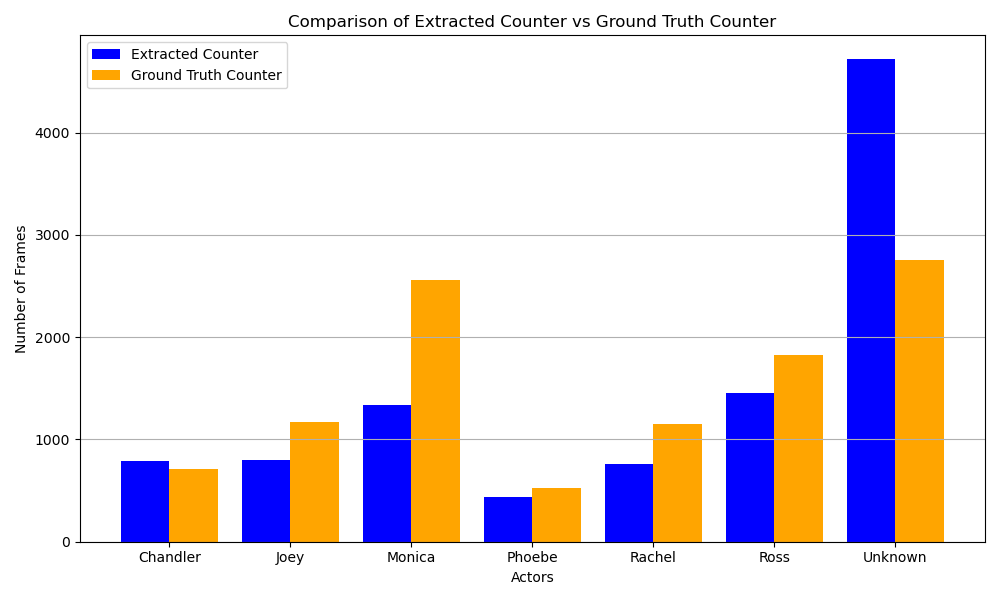 Comparison of Extracted Counter vs Ground Truth Counter
Extracted Counter
Ground Truth Counter
Number of Frames
4000
3000
2000
1000
0
Chandler Joey Monica Phoebe Rachel Ross Unknown
Actors